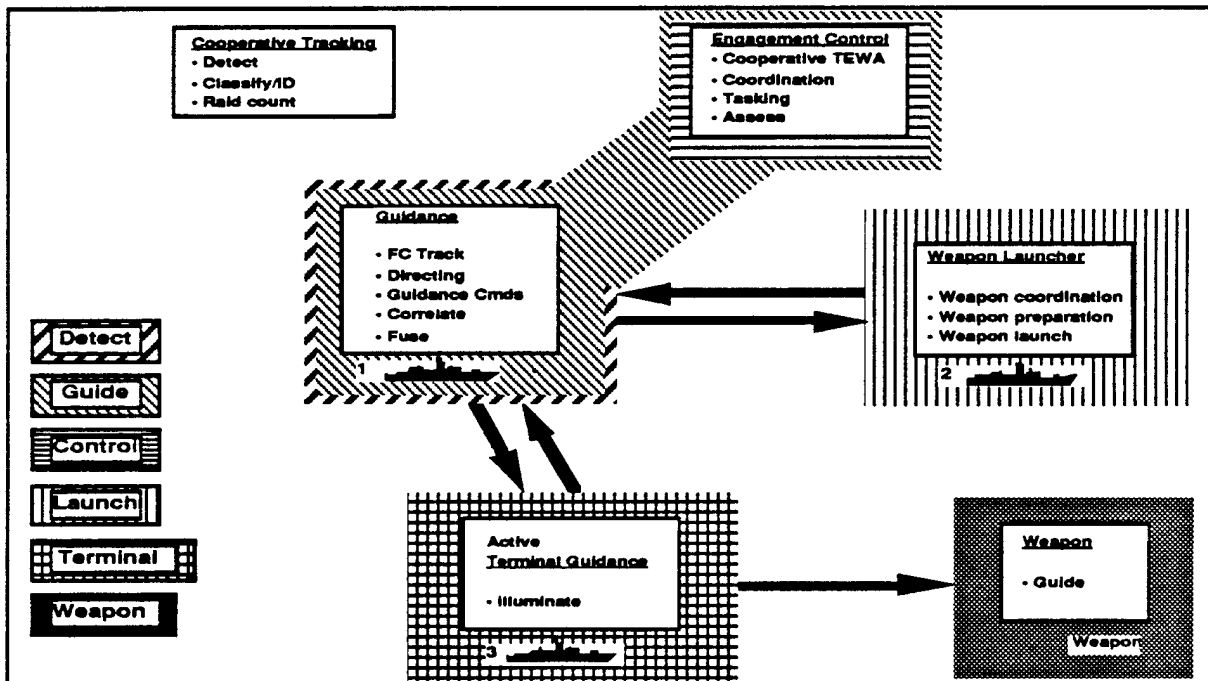 Cooperative Tracking
• Detect
• Classify/ID
• Raid count
Engagement Control
• Cooperative TEWA
• Coordination
• Tasking
• Assess
Guidance
• FC Track
• Directing
• Guidance Cmds
• Correlate
• Fuse
1
Weapon Launcher
• Weapon coordination
• Weapon preparation
• Weapon launch
2
Detect
Guide
Control
Launch
Terminal
Weapon
Active
Terminal Guidance
• Illuminate
3
Weapon
• Guide
Weapon